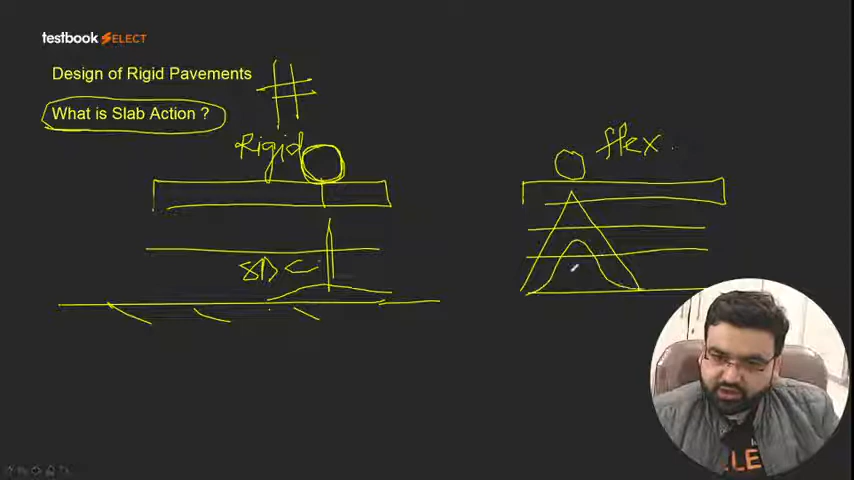 testbook SELECT
Design of Rigid Pavements
What is Slab Action ?
Rigid
flex.